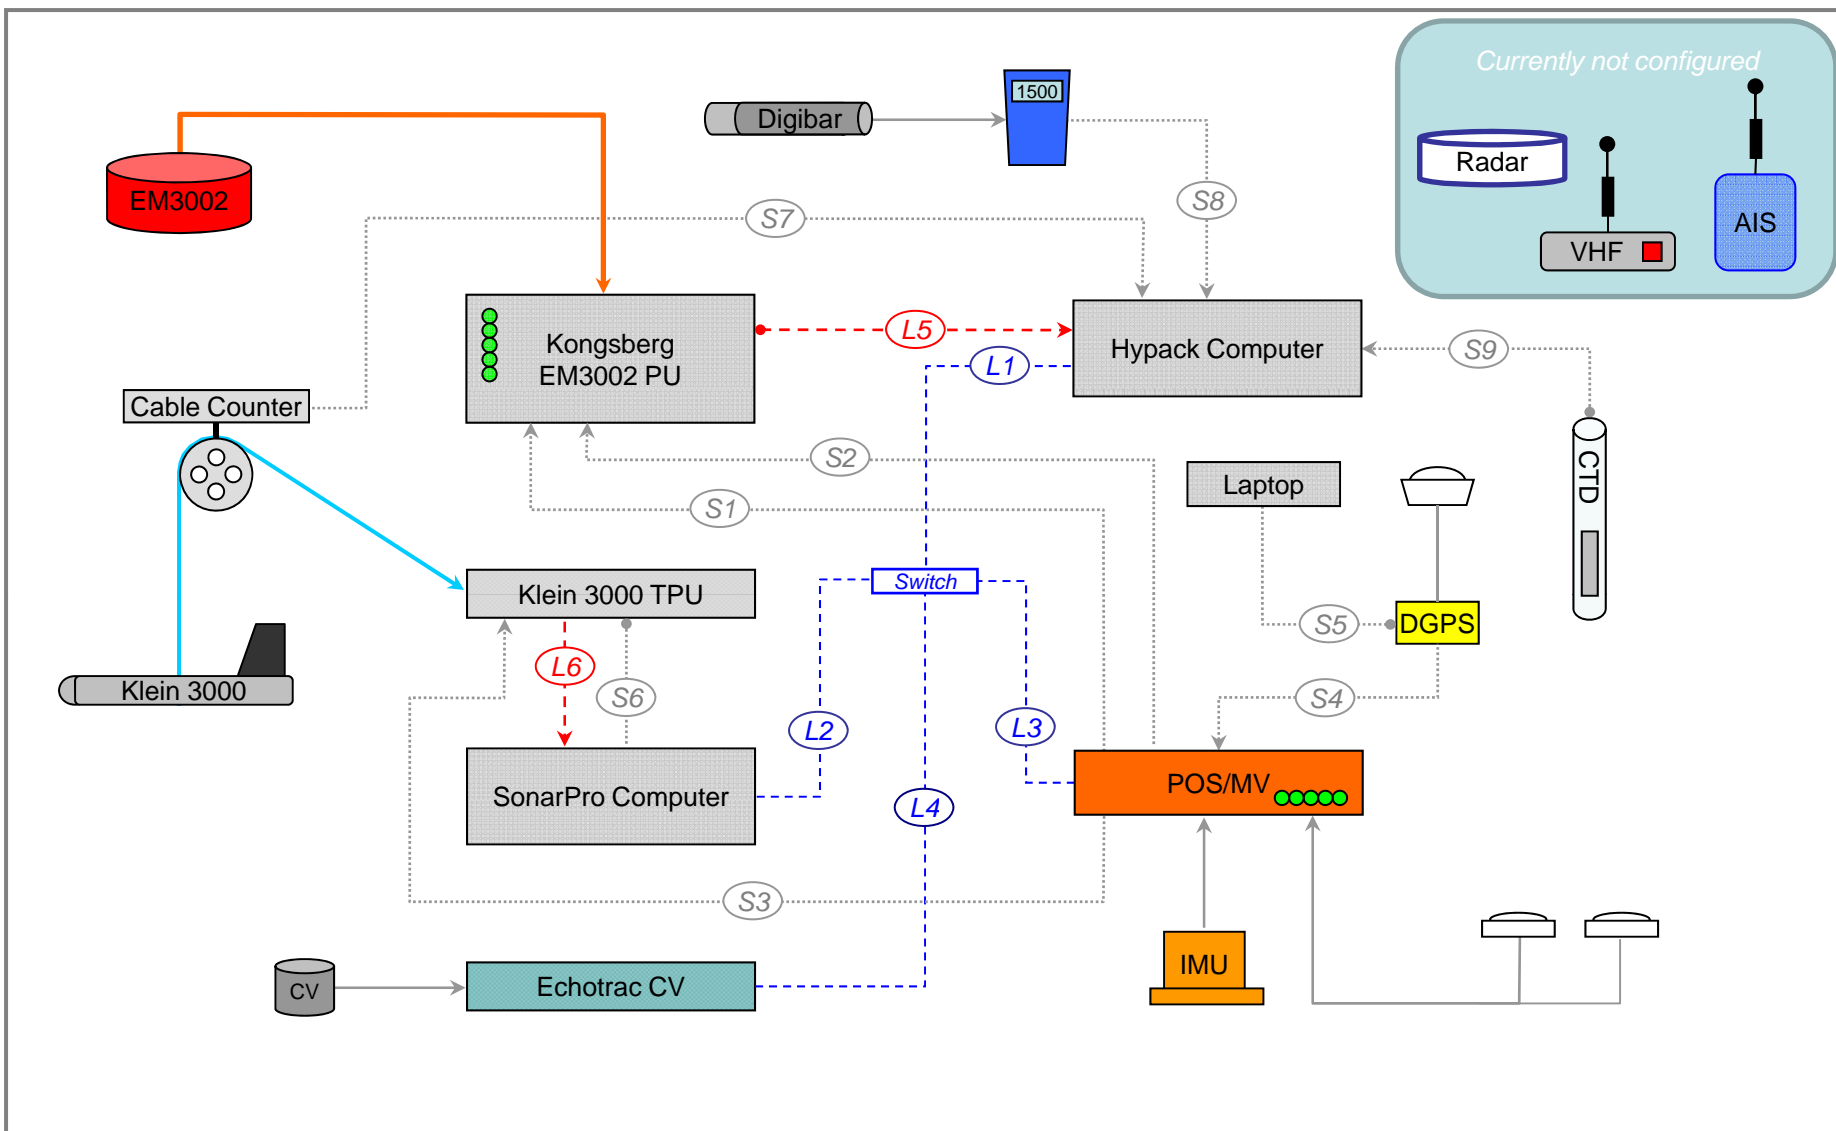 Currently not configured
1500
Digibar
Radar
EM3002
S8
S7
AIS
VHF
Kongsberg
EM3002 PU
L5
Hypack Computer
S9
L1
Cable Counter
S2
CTD
Laptop
S1
Switch
Klein 3000 TPU
S5
DGPS
L6
Klein 3000
S6
S4
L2
L3
POS/MV
SonarPro Computer
L4
S3
IMU
CV
Echotrac CV